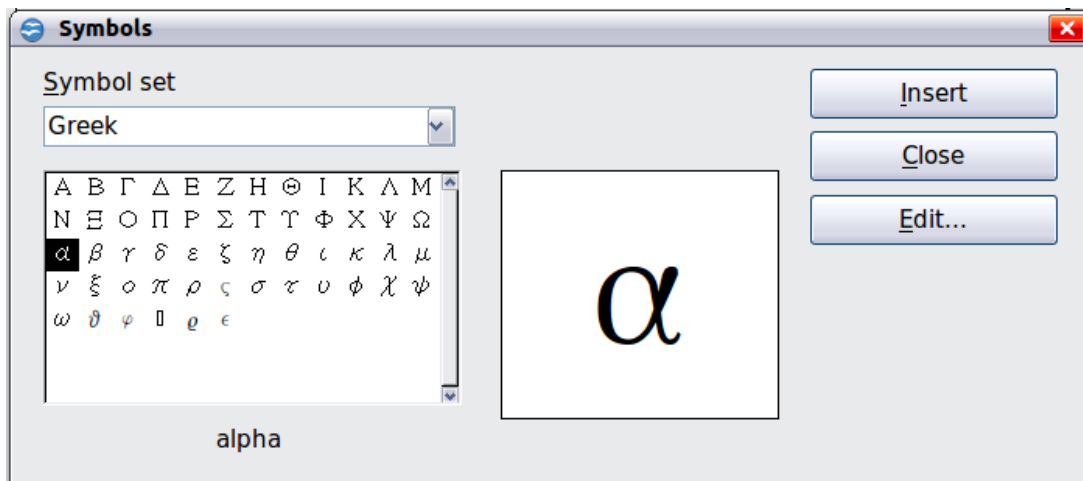 Symbols
Symbol set
Greek
Α Β Γ Δ Ε Ζ Η Θ Ι Κ Λ Μ
Ν Ξ Ο Π Ρ Σ Τ ϒ Φ Χ Ψ Ω
α β γ δ ε ζ η θ ι κ λ μ
ν ξ ο π ρ ς σ τ υ ϕ χ ψ
ω ϑ φ ϱ ϵ
alpha
α
Insert
Close
Edit...